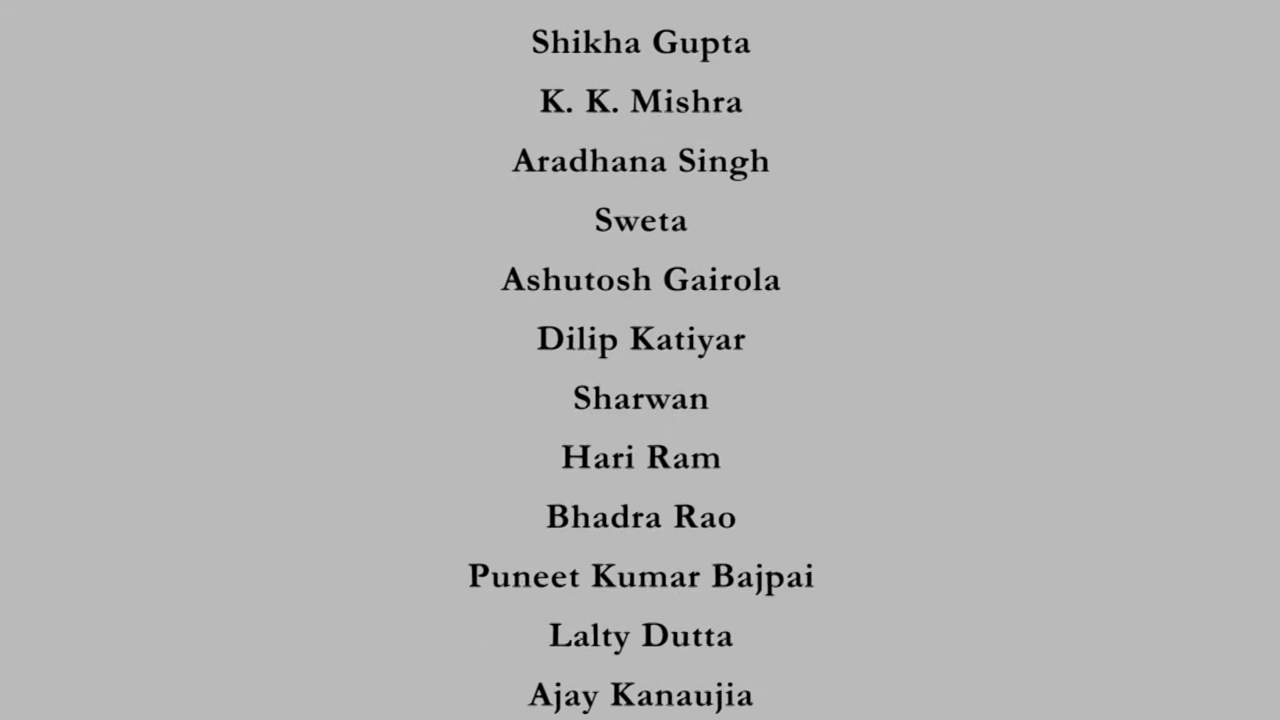 Shikha Gupta
K. K. Mishra
Aradhana Singh
Sweta
Ashutosh Gairola
Dilip Katiyar
Sharwan
Hari Ram
Bhadra Rao
Puneet Kumar Bajpai
Lalty Dutta
Ajay Kanaujia